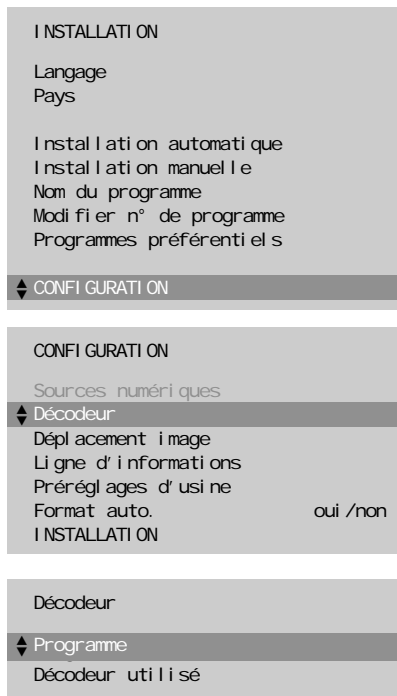 INSTALLATION
Langage
Pays
Installation automatique
Installation manuelle
Nom du programme
Modifier n° de programme
Programmes préférentiels
CONFIGURATION
CONFIGURATION
Sources numériques
Décodeur
Déplacement image
Ligne d'informations
Préréglages d'usine
Format auto. oui/non
INSTALLATION
Décodeur
Programme
Décodeur utilisé